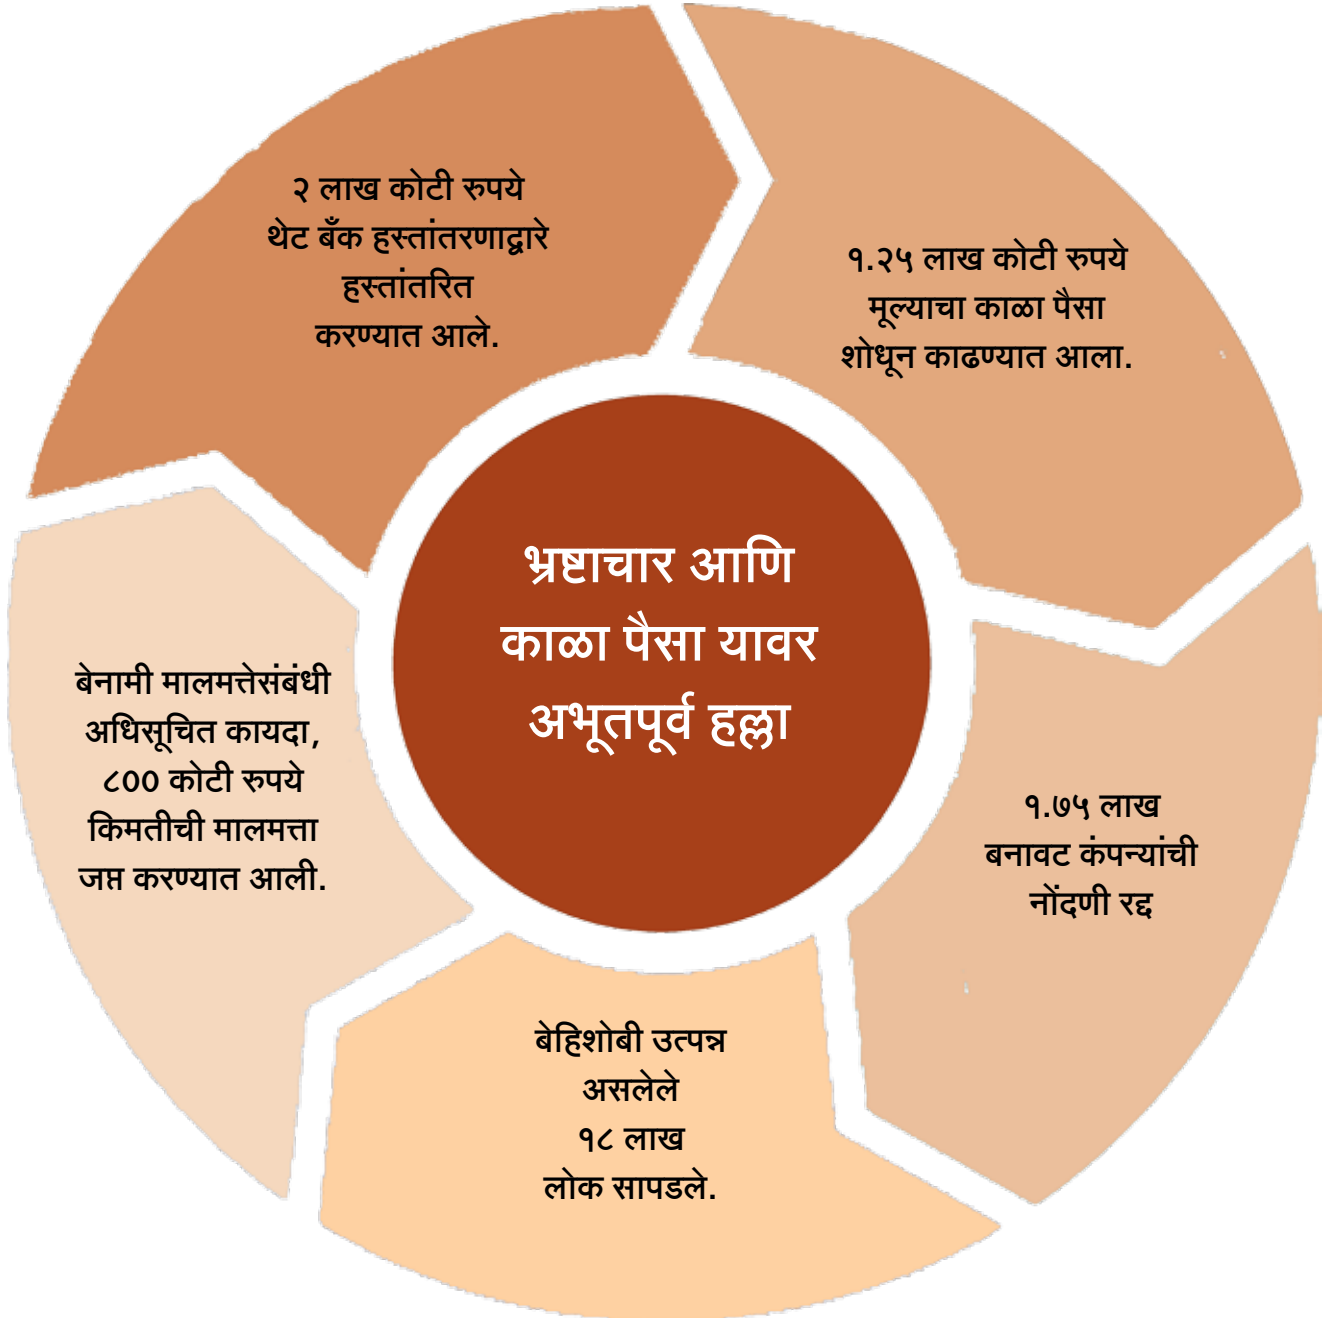 २ लाख कोटी रुपये
थेट बँक हस्तांतरणाद्वारे
हस्तांतरित
करण्यात आले.
१.२५ लाख कोटी रुपये
मूल्याचा काळा पैसा
शोधून काढण्यात आला.
१.७५ लाख
बनावट कंपन्यांची
नोंदणी रद्द
बेहिशोबी उत्पन्न
असलेले
१८ लाख
लोक सापडले.
बेनामी मालमत्तेसंबंधी
अधिसूचित कायदा,
८०० कोटी रुपये
किमतीची मालमत्ता
जप्त करण्यात आली.
भ्रष्टाचार आणि
काळा पैसा यावर
अभूतपूर्व हल्ला